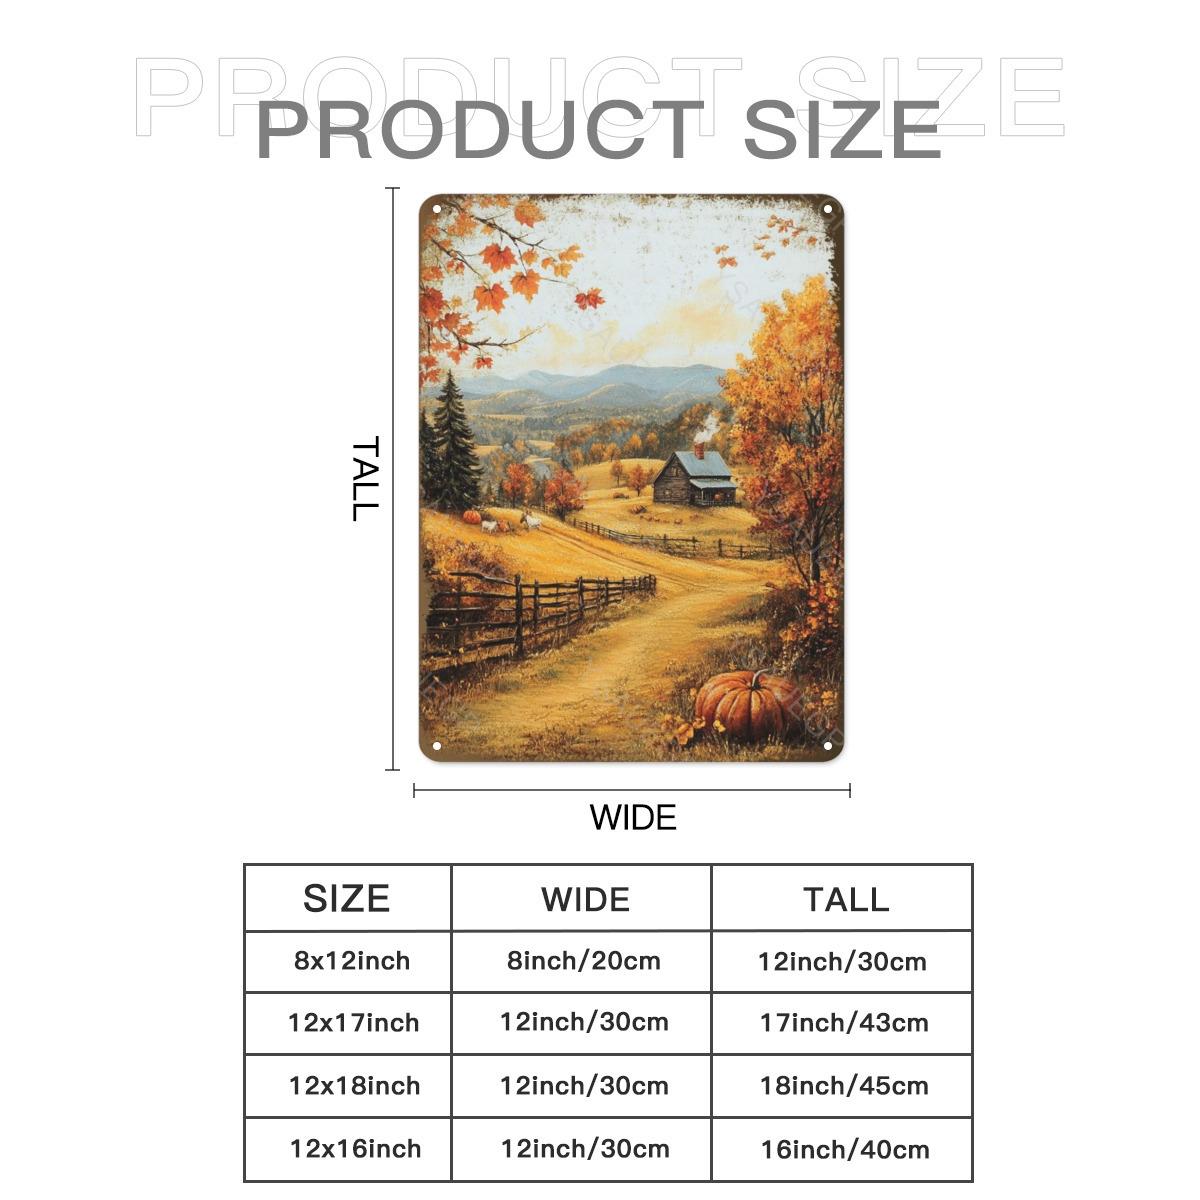 PRODUCT SIZE
PRODUCT SIZE
TALL
WIDE
SIZE WIDE TALL
8x12inch 8inch/20cm 12inch/30cm
12x17inch 12inch/30cm 17inch/43cm
12x18inch 12inch/30cm 18inch/45cm
12x16inch 12inch/30cm 16inch/40cm